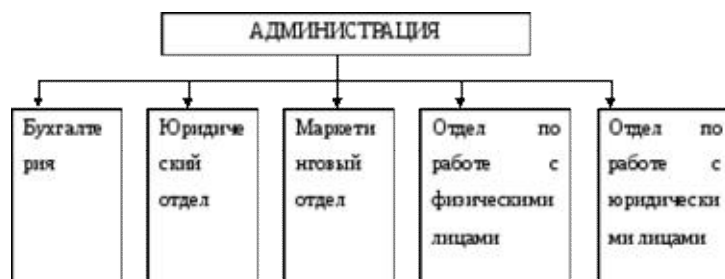 АДМИНИСТРАЦИЯ
Бухгалте
рия
Юридиче
ский
отдел
Маркети
нговый
отдел
Отдел по
работе с
физическими
лицами
Отдел по
работе с
юридически
ми лицами